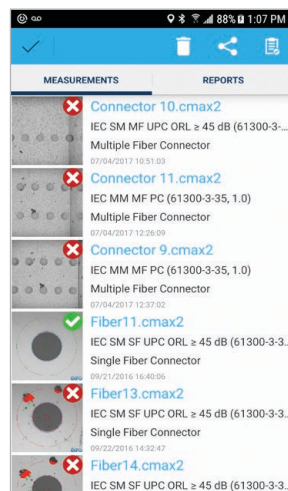 88% 1:07 PM
MEASUREMENTS
REPORTS
Connector 10.cmax2
IEC SM MF UPC ORL ≥ 45 dB (61300-3-...
Multiple Fiber Connector
07/04/2017 10:51:03
Connector 11.cmax2
IEC MM MF PC (61300-3-35, 1.0)
Multiple Fiber Connector
07/04/2017 12:26:09
Connector 9.cmax2
IEC MM MF PC (61300-3-35, 1.0)
Multiple Fiber Connector
07/04/2017 12:37:02
Fiber11.cmax2
IEC SM SF UPC ORL ≥ 45 dB (61300-3-3...
Single Fiber Connector
09/21/2016 16:40:06
EXFO
Fiber13.cmax2
IEC SM SF UPC ORL ≥ 45 dB (61300-3-3...
Single Fiber Connector
09/22/2016 14:32:47
EXFO
Fiber14.cmax2
IEC SM SF UPC ORL ≥ 45 dB (61300-3-3...